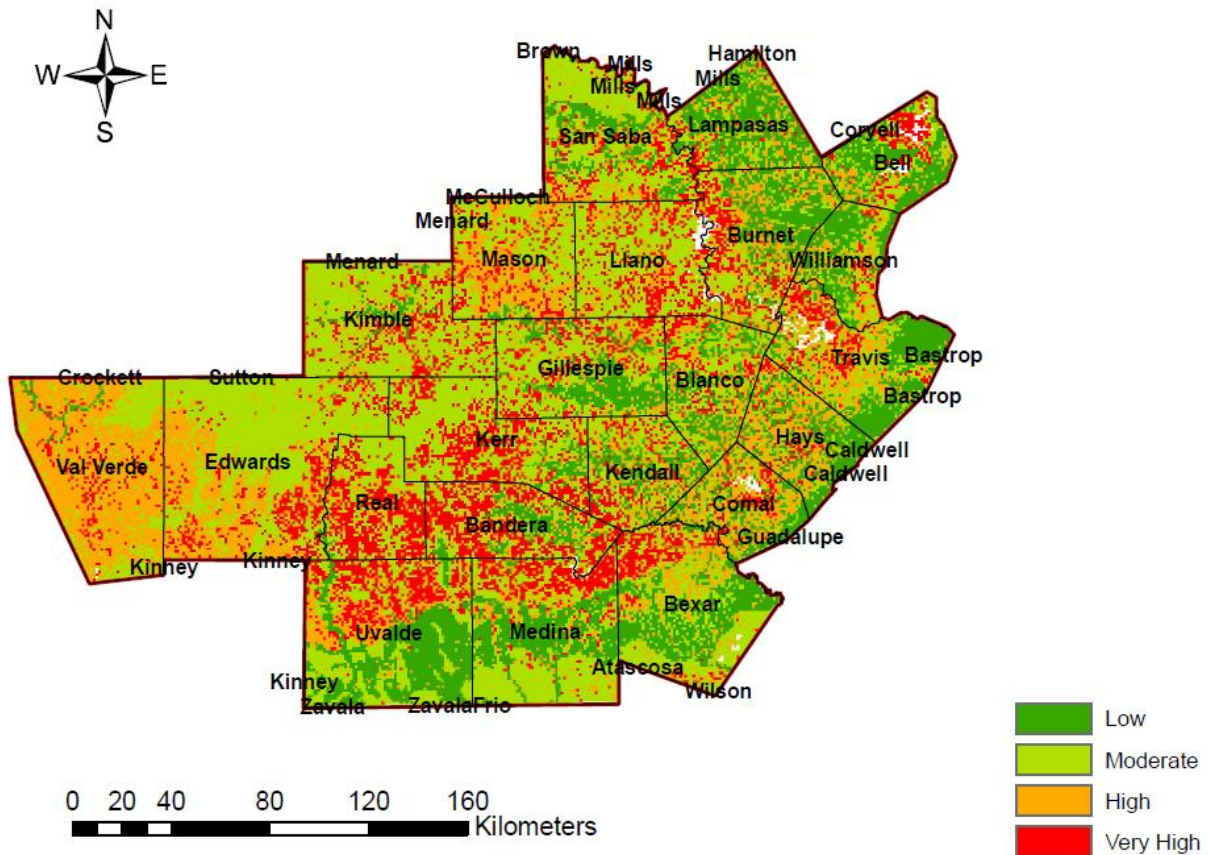 N
W E
S
Brown
Mills
Hamilton
Mills
Mills
Mills
San Saba
Lampasas
Coryell
Bell
McCulloch
Menard
Mason
Llano
Burnet
Williamson
Menard
Kimble
Gillespie
Blanco
Travis
Bastrop
Bastrop
Crockett
Sutton
Val Verde
Edwards
Kerr
Kendall
Hays
Caldwell
Caldwell
Real
Bandera
Comal
Guadalupe
Kinney
Kinney
Bexar
Uvalde
Medina
Kinney
Atascosa
Wilson
Zavala
Zavala
Frio
Low
Moderate
High
Very High
0 20 40 80 120 160
Kilometers